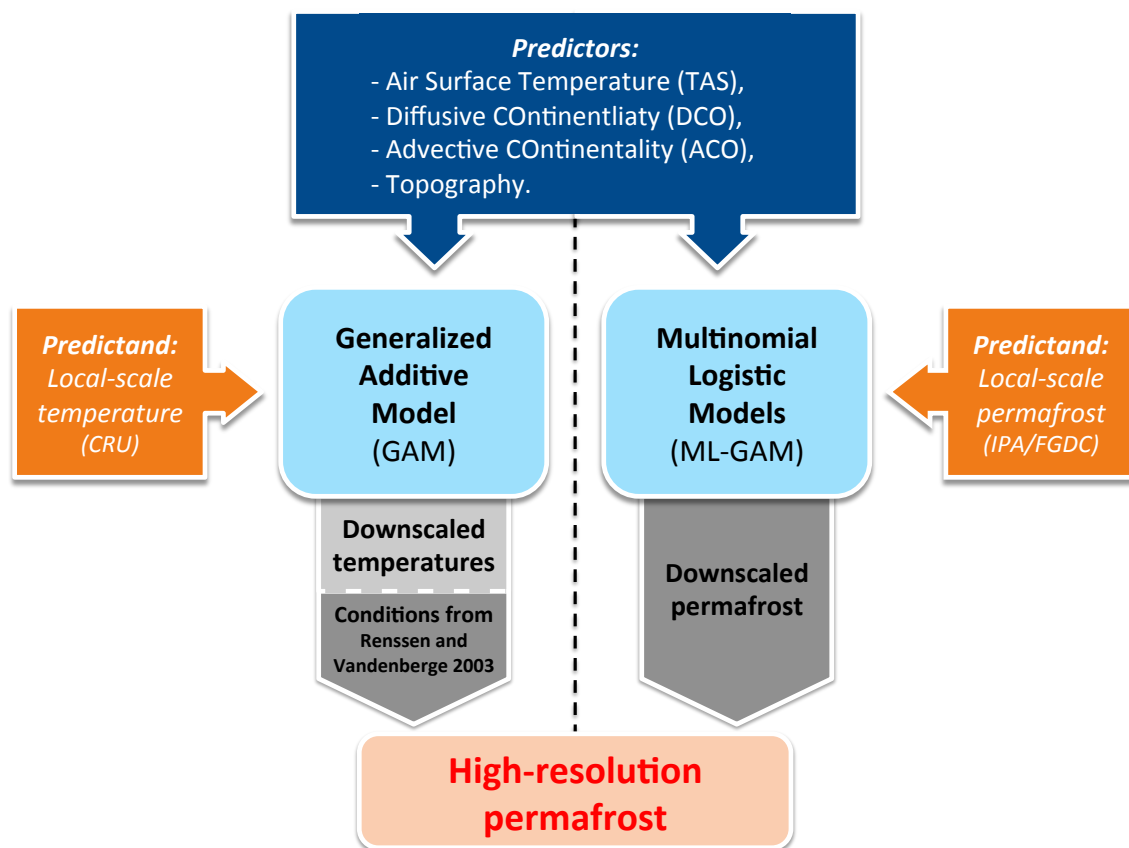 Predictors:
- Air Surface Temperature (TAS),
- Diffusive COntinentliaty (DCO),
- Advective COntinentality (ACO),
- Topography.
Predictand:
Local-scale
temperature
(CRU)
Generalized
Additive
Model
(GAM)
Multinomial
Logistic
Models
(ML-GAM)
Predictand:
Local-scale
permafrost
(IPA/FGDC)
Downscaled
temperatures
Conditions from
Renssen and
Vandenberge 2003
Downscaled
permafrost
High-resolution
permafrost